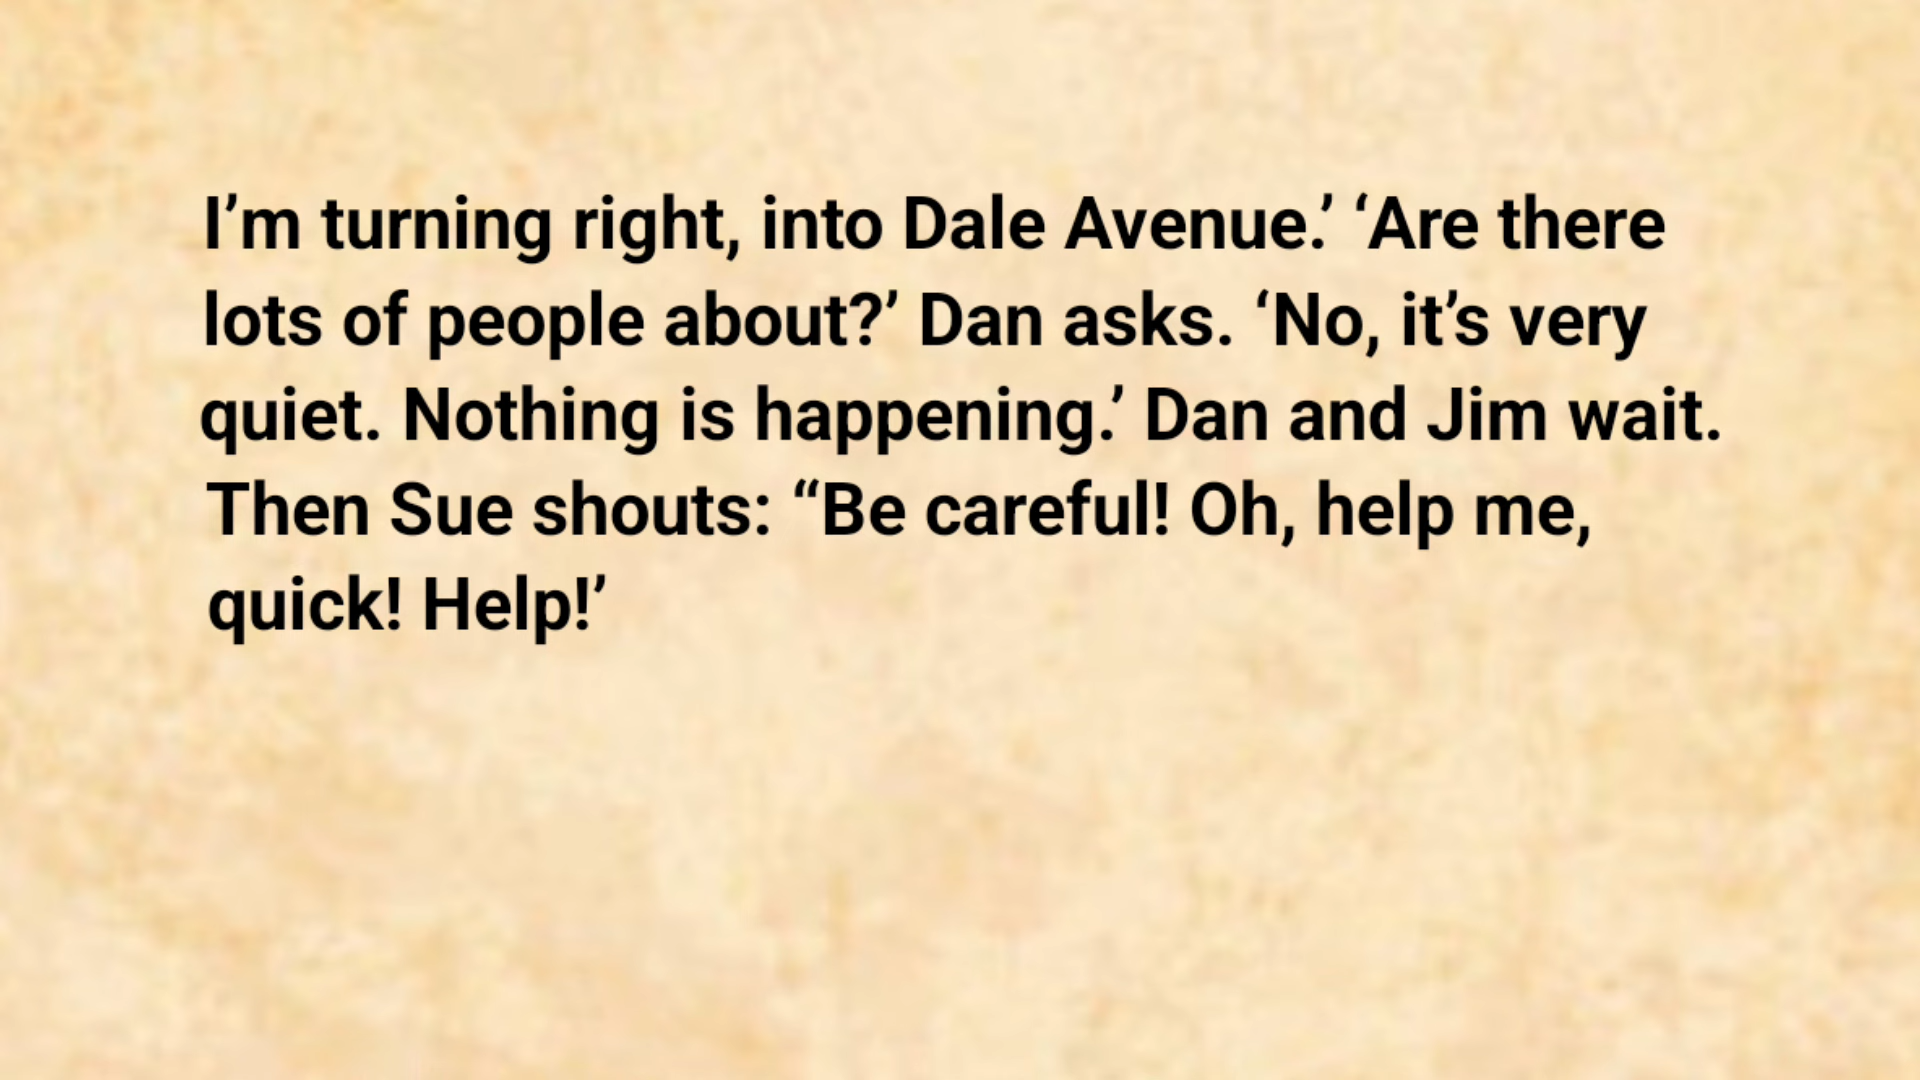 I’m turning right, into Dale Avenue.’ ‘Are there
lots of people about?’ Dan asks. ‘No, it’s very
quiet. Nothing is happening.’ Dan and Jim wait.
Then Sue shouts: “Be careful! Oh, help me,
quick! Help!’